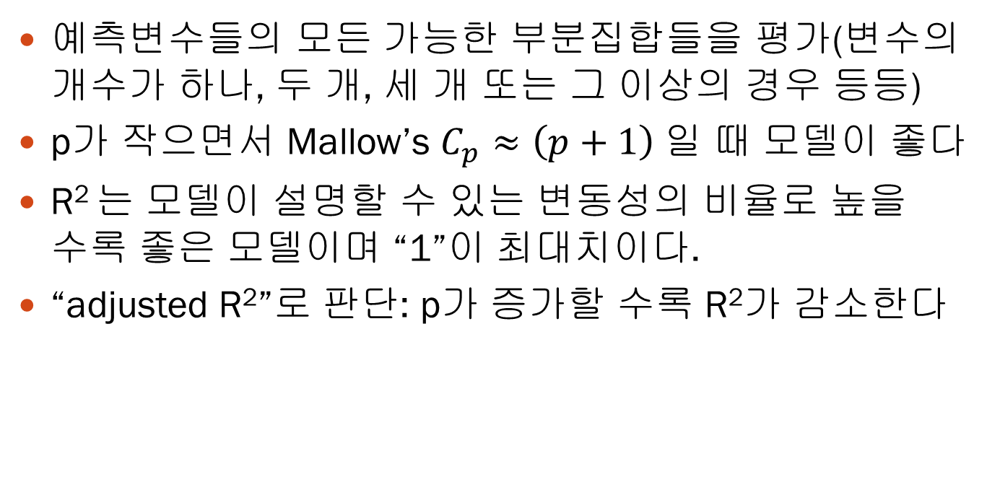 • 예측변수들의 모든 가능한 부분집합들을 평가(변수의
개수가 하나, 두 개, 세 개 또는 그 이상의 경우 등등)
• p가 작으면서 Mallow’s 𝐶ₚ ≈ (𝑝 + 1) 일 때 모델이 좋다
• R² 는 모델이 설명할 수 있는 변동성의 비율로 높을
수록 좋은 모델이며 “1”이 최대치이다.
• “adjusted R²”로 판단: p가 증가할 수록 R²가 감소한다